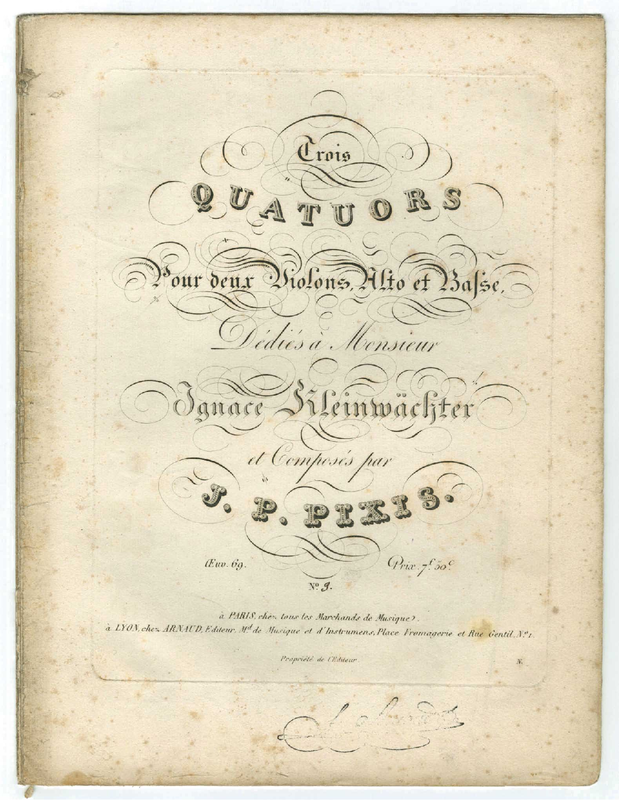 Trois
QUATUORS
Pour deux Violons, Alto et Basse,
Dédiés à Monsieur
Ignace Kleinwächter
et Composés par
J. P. PIXIS.
Œuv. 69. Prix. 7f. 50c.
No. 3.
à PARIS, chez tous les Marchands de Musique.
à LYON, chez ARNAUD, Editeur, Md. de Musique et d'Instrumens, Place Fromagerie et Rue Gentil, No. 1.
Propriété de l'Editeur
N.